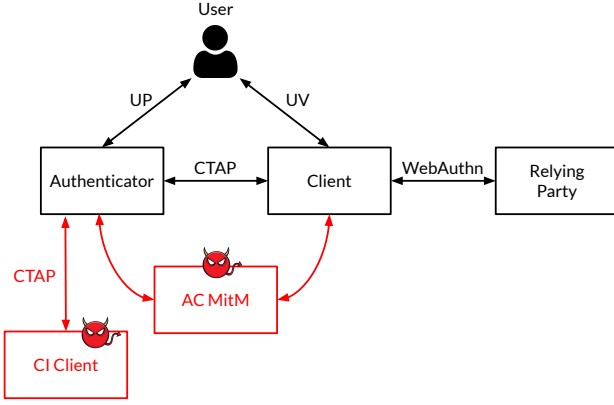 User
UP
UV
Authenticator
CTAP
Client
WebAuthn
Relying
Party
CTAP
AC MitM
CI Client